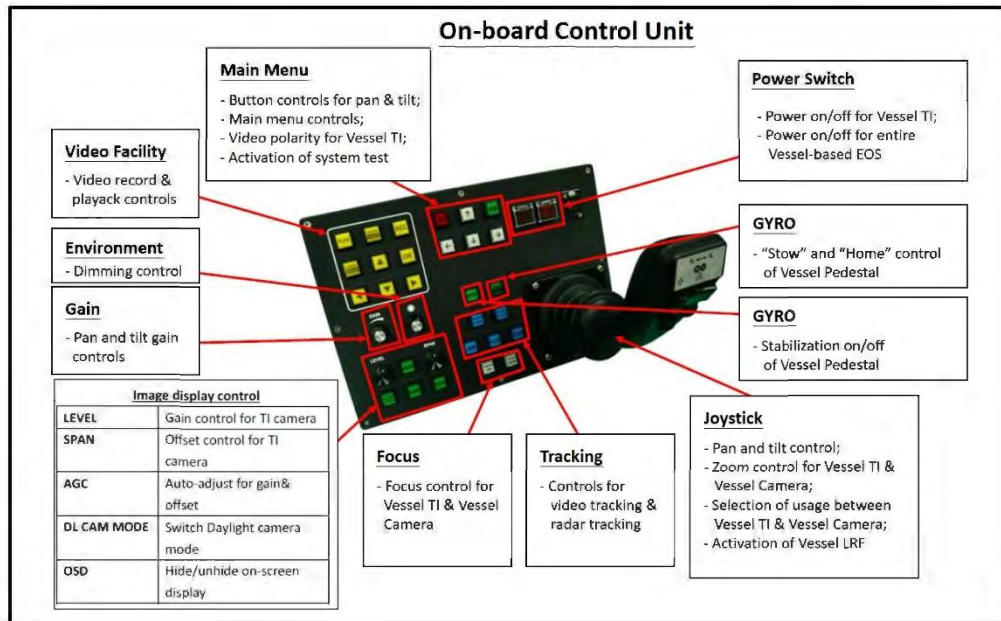 On-board Control Unit
Main Menu
- Button controls for pan & tilt;
- Main menu controls;
- Video polarity for Vessel TI;
- Activation of system test
Power Switch
- Power on/off for Vessel TI;
- Power on/off for entire
Vessel-based EOS
Video Facility
- Video record &
playack controls
Environment
- Dimming control
Gain
- Pan and tilt gain
controls
GYRO
- “Stow” and “Home” control
of Vessel Pedestal
GYRO
- Stabilization on/off
of Vessel Pedestal
GAIN
LEVEL
SPAN
Image display control
LEVEL Gain control for TI camera
SPAN Offset control for TI
camera
AGC Auto-adjust for gain&
offset
DL CAM MODE Switch Daylight camera
mode
OSD Hide/unhide on-screen
display
Focus
- Focus control for
Vessel TI & Vessel
Camera
Tracking
- Controls for
video tracking &
radar tracking
Joystick
- Pan and tilt control;
- Zoom control for Vessel TI &
Vessel Camera;
- Selection of usage between
Vessel TI & Vessel Camera;
- Activation of Vessel LRF